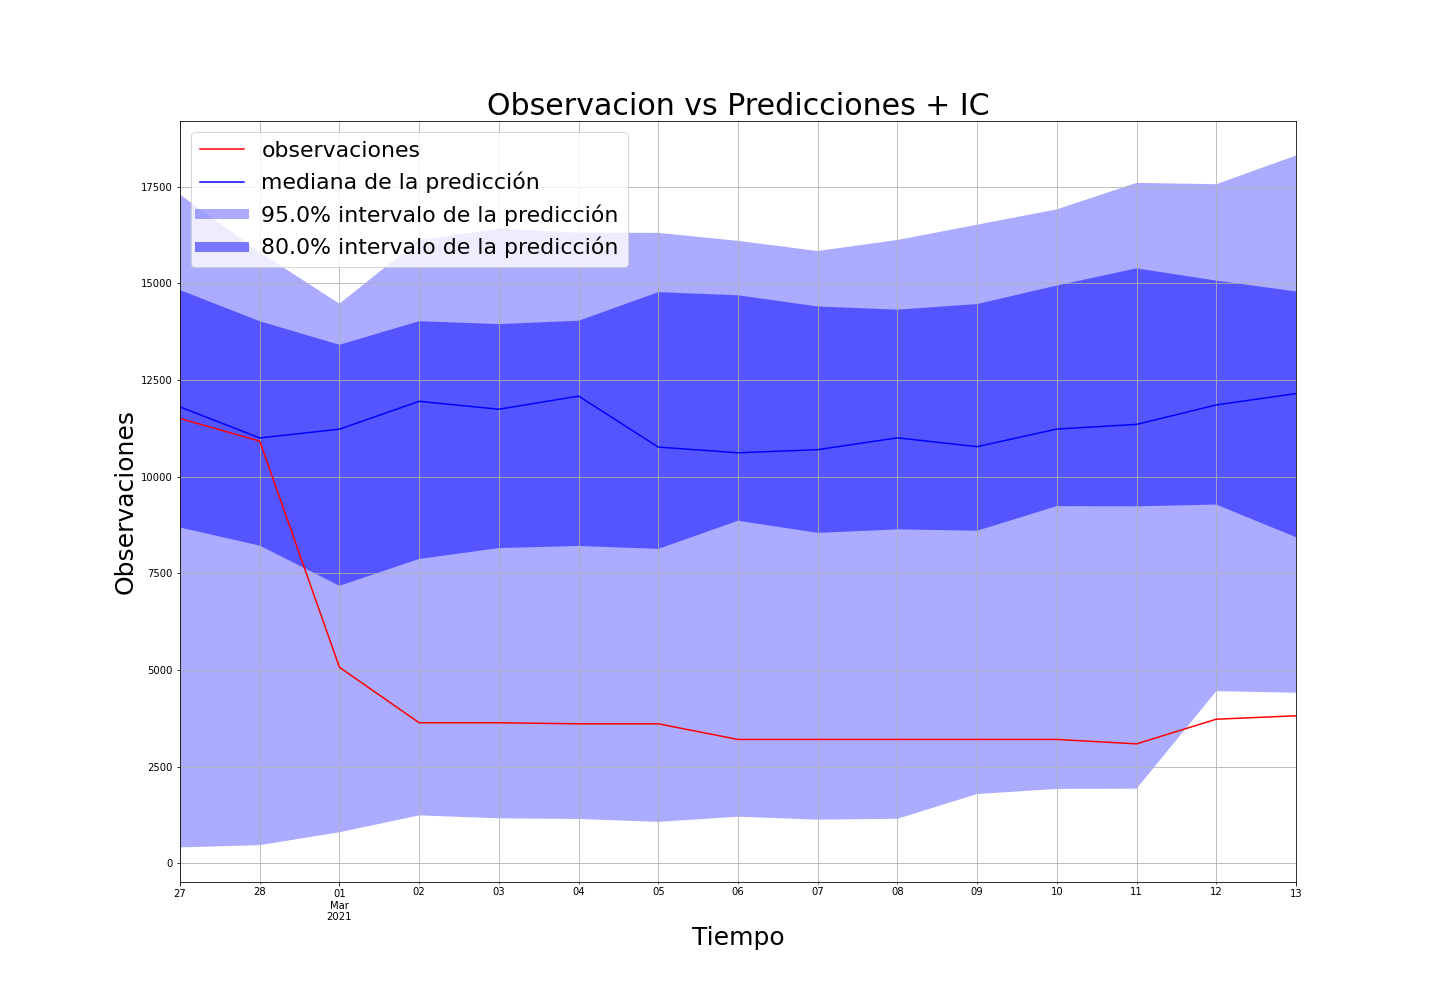 Observacion vs Predicciones + IC
observaciones
mediana de la predicción
95.0% intervalo de la predicción
80.0% intervalo de la predicción
Observaciones
17500
15000
12500
10000
7500
5000
2500
0
27 28 01 02 03 04 05 06 07 08 09 10 11 12 13
Mar
2021
Tiempo